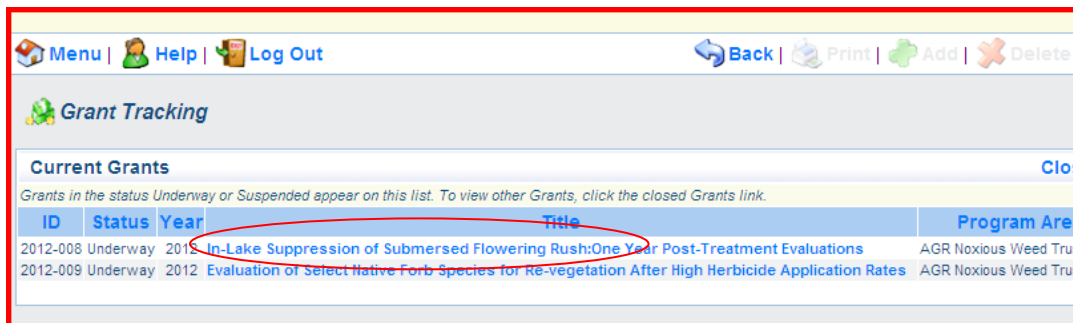 Menu | Help | Log Out Back | Print | Add | Delete
Grant Tracking
Current Grants Clo
Grants in the status Underway or Suspended appear on this list. To view other Grants, click the closed Grants link.
ID Status Year Title Program Are
2012-008 Underway 2012 In-Lake Suppression of Submersed Flowering Rush:One Year Post-Treatment Evaluations AGR Noxious Weed Tru
2012-009 Underway 2012 Evaluation of Select Native Forb Species for Re-vegetation After High Herbicide Application Rates AGR Noxious Weed Tru